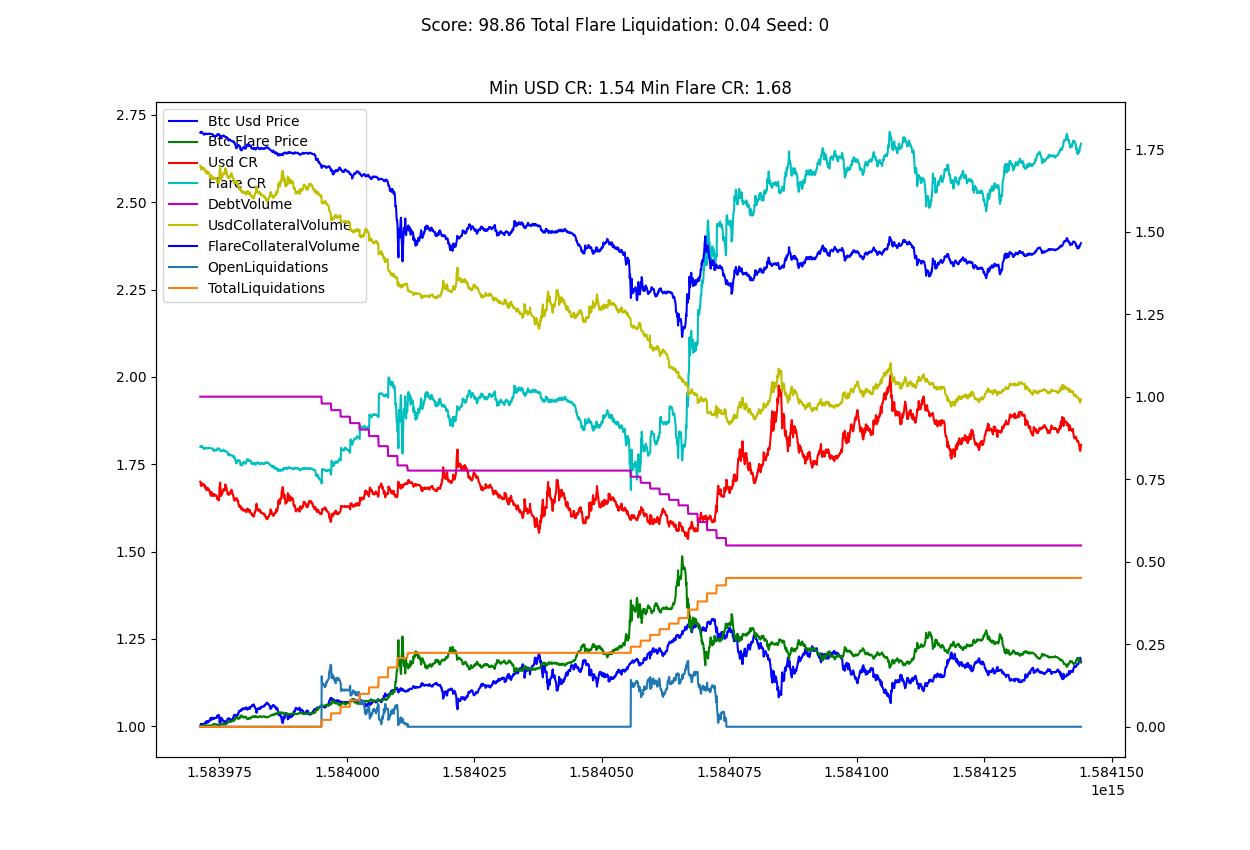 Score: 98.86 Total Flare Liquidation: 0.04 Seed: 0
Min USD CR: 1.54 Min Flare CR: 1.68
Btc Usd Price
Btc Flare Price
Usd CR
Flare CR
DebtVolume
UsdCollateralVolume
FlareCollateralVolume
OpenLiquidations
TotalLiquidations
2.75
2.50
2.25
2.00
1.75
1.50
1.25
1.00
1.75
1.50
1.25
1.00
0.75
0.50
0.25
0.00
1.583975
1.584000
1.584025
1.584050
1.584075
1.584100
1.584125
1.584150
1e15